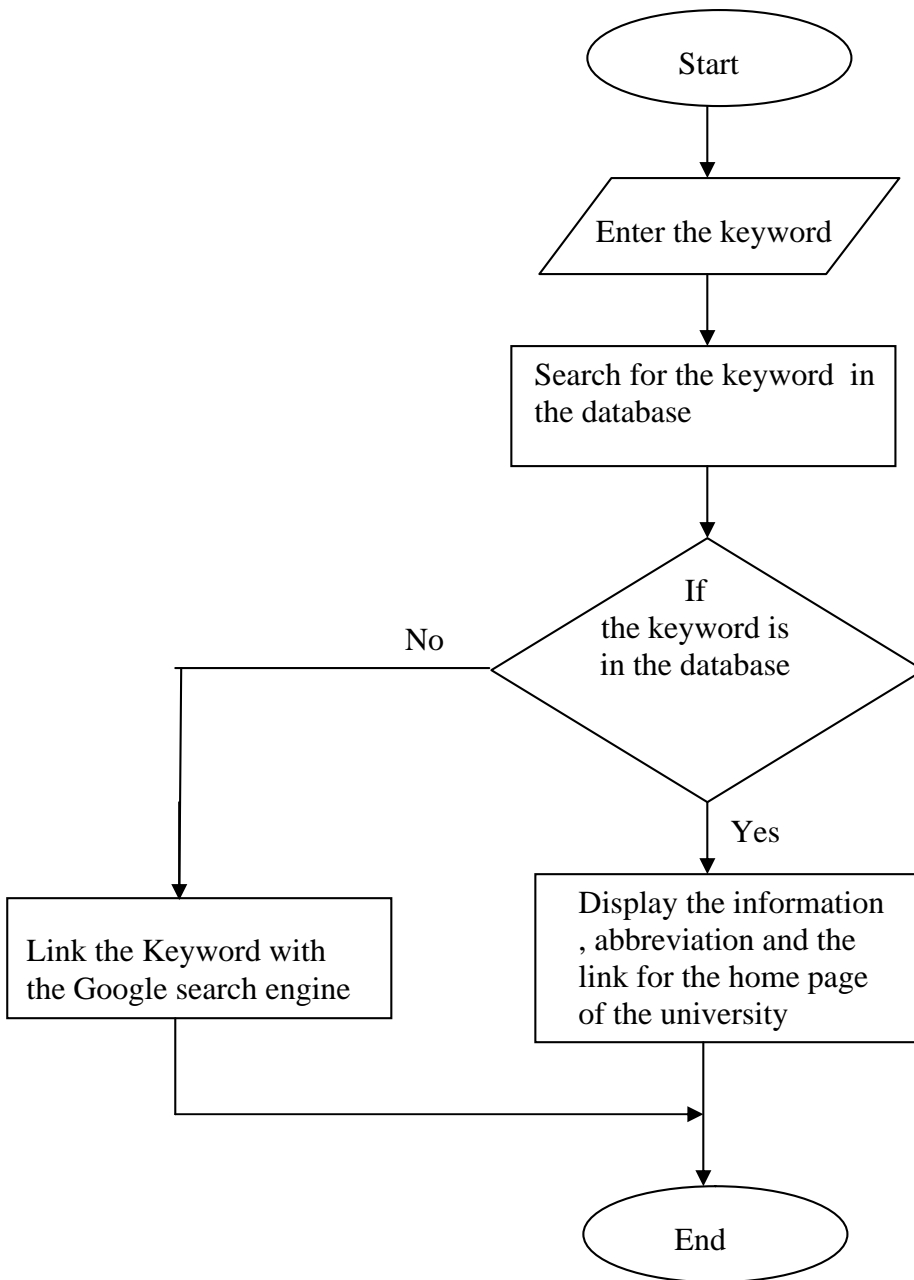 Start
Enter the keyword
Search for the keyword  in
the database
If
the keyword is
in the database
No
Yes
Display the information
, abbreviation and the
link for the home page
of the university
Link the Keyword with
the Google search engine
End